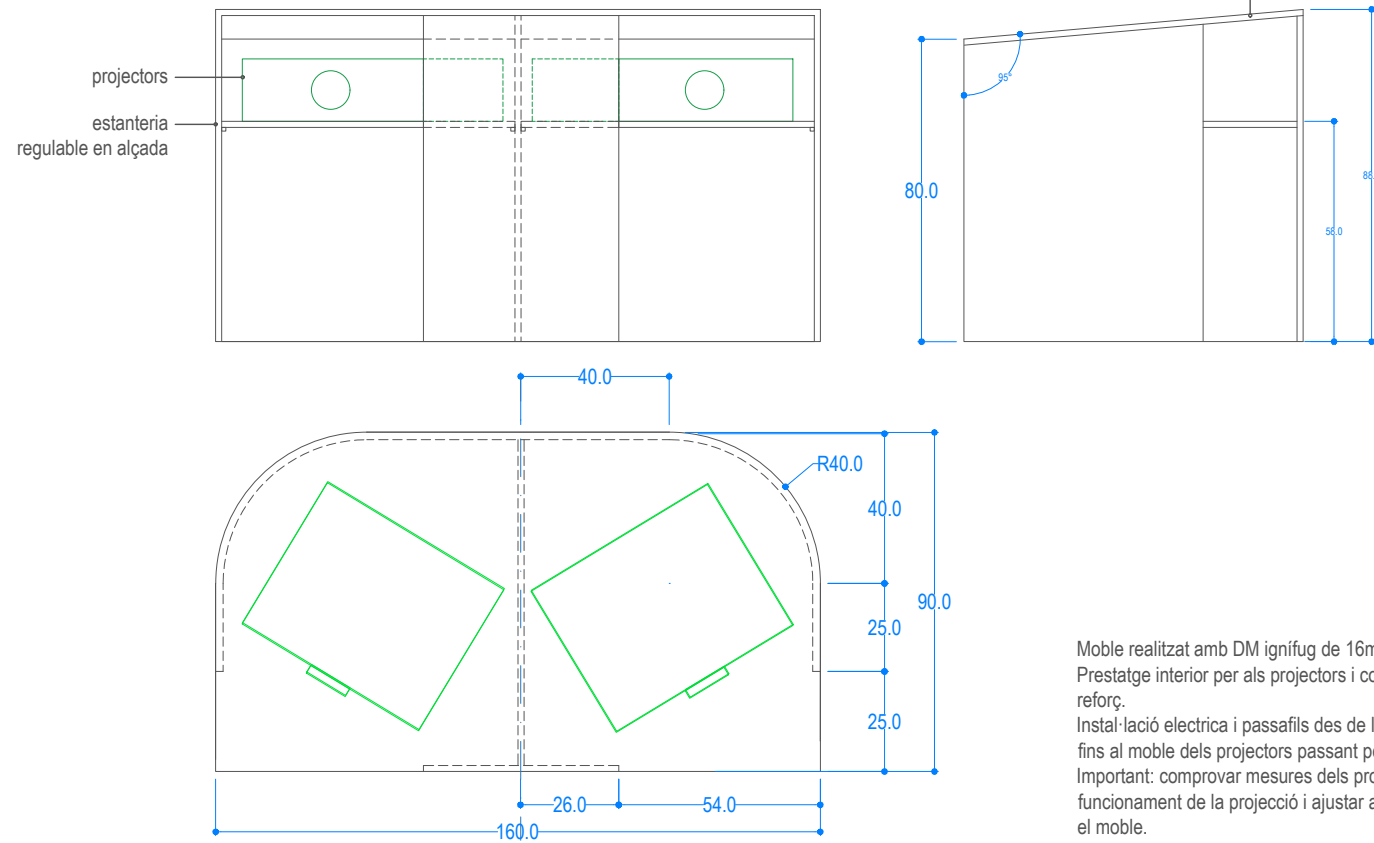 projectors
estanteria
regulable en alçada
95°
80.0
58.0
40.0
R40.0
40.0
90.0
25.0
25.0
26.0
54.0
160.0
Moble realitzat amb DM ignífug de 16
Prestatge interior per als projectors i
reforç.
Instal·lació electrica i passafils des de
fins al moble dels projectors passant
Important: comprovar mesures dels
funcionament de la projecció i ajustar
el moble.